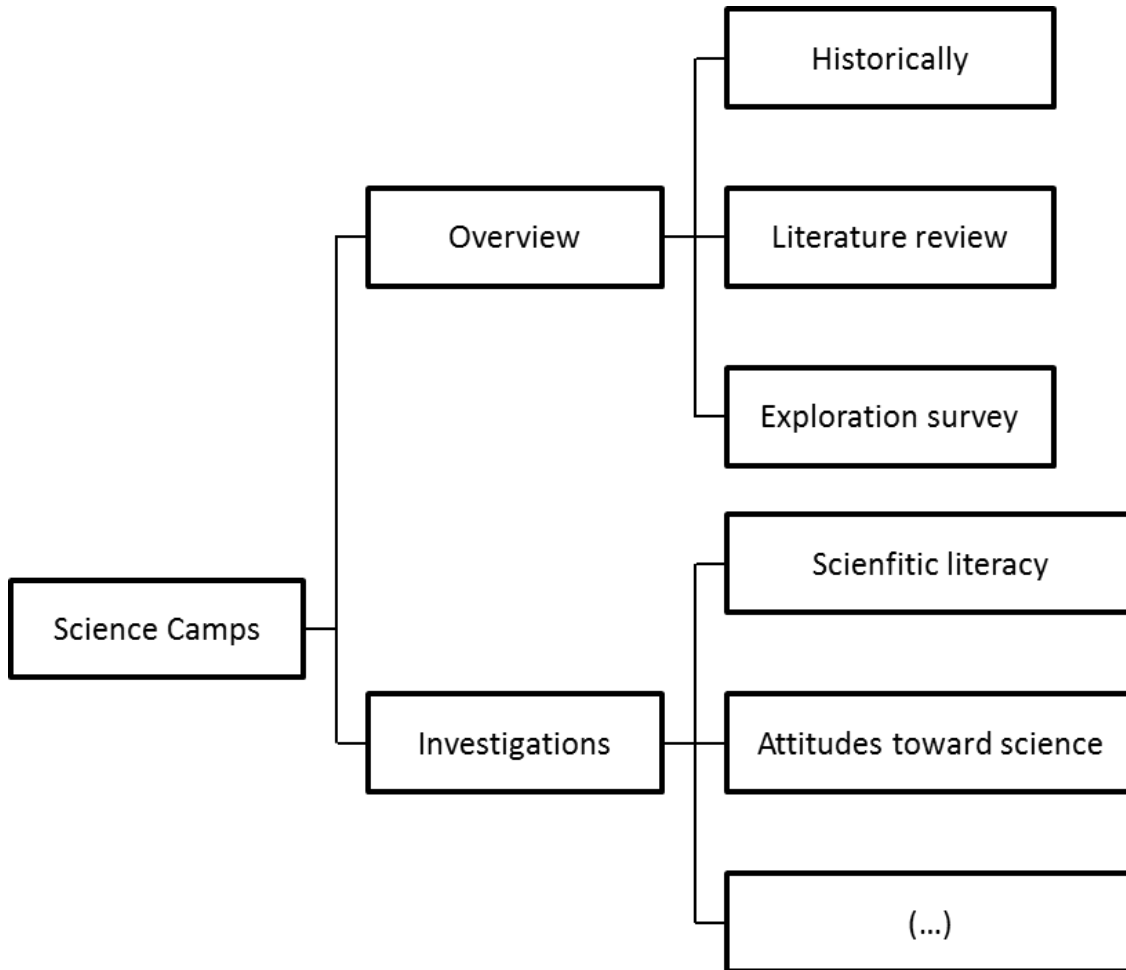 Historically
Overview
Literature review
Exploration survey
Scienfitic literacy
Science Camps
Investigations
Attitudes toward science
(...)